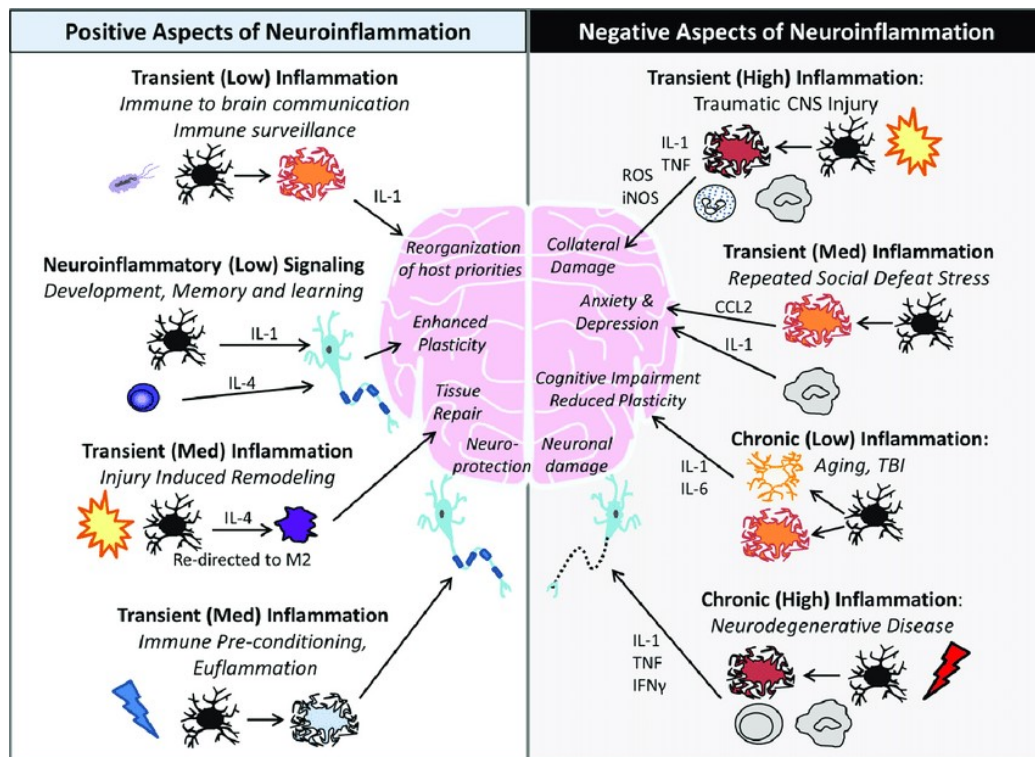 Positive Aspects of Neuroinflammation
Transient (Low) Inflammation
Immune to brain communication
Immune surveillance
IL-1
Reorganization
of host priorities
Neuroinflammatory (Low) Signaling
Development, Memory and learning
IL-1
IL-4
Enhanced
Plasticity
Tissue
Repair
Transient (Med) Inflammation
Injury Induced Remodeling
IL-4
Re-directed to M2
Neuro-
protection
Transient (Med) Inflammation
Immune Pre-conditioning,
Euflammation
Negative Aspects of Neuroinflammation
Transient (High) Inflammation:
Traumatic CNS Injury
IL-1
TNF
ROS
iNOS
Collateral
Damage
Transient (Med) Inflammation
Repeated Social Defeat Stress
CCL2
IL-1
Anxiety &
Depression
Cognitive Impairment
Reduced Plasticity
Chronic (Low) Inflammation:
Aging, TBI
IL-1
IL-6
Neuronal
damage
Chronic (High) Inflammation:
Neurodegenerative Disease
IL-1
TNF
IFNγ